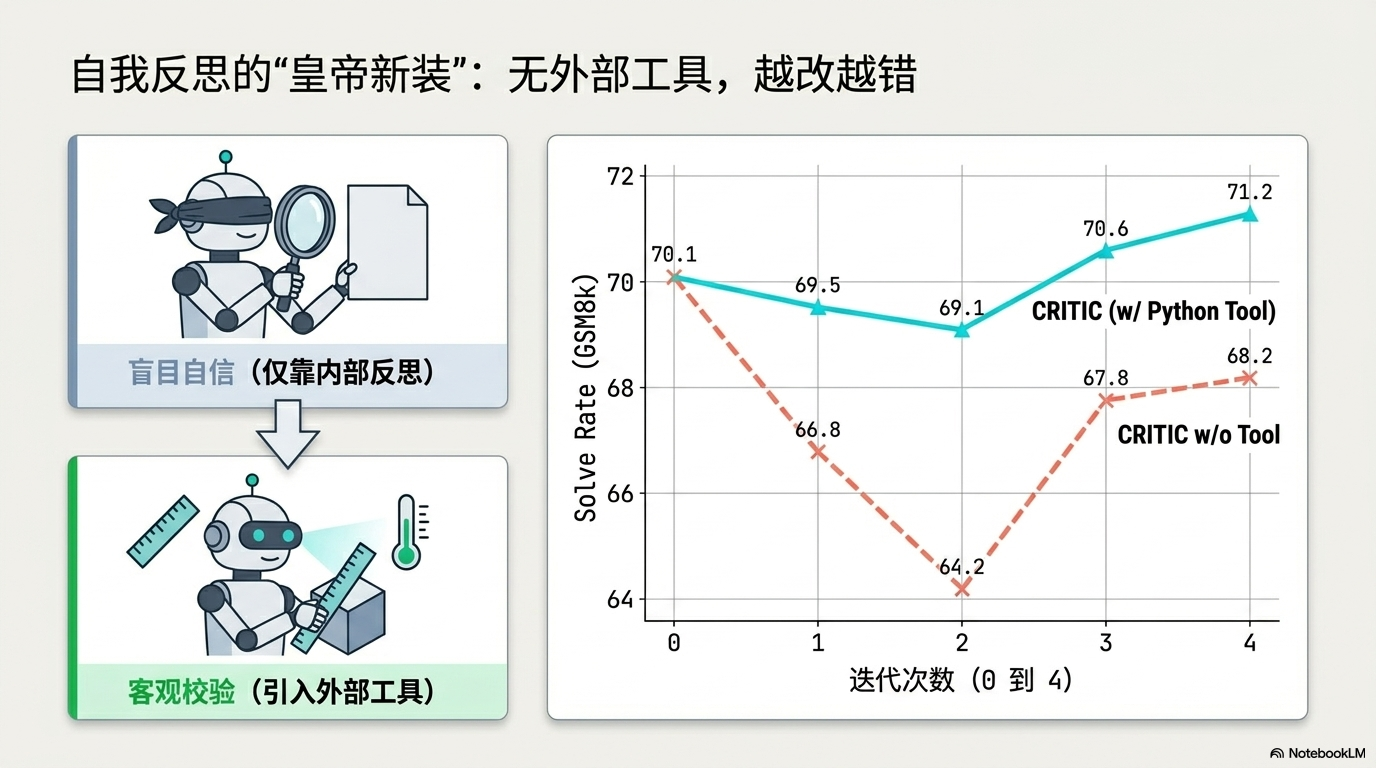 自我反思的“皇帝新装”：无外部工具，越改越错
盲目自信（仅靠内部反思）
客观校验（引入外部工具）
Solve Rate (GSM8k)
72
70
68
66
64
70.1
69.5
69.1
70.6
71.2
CRITIC (w/ Python Tool)
66.8
64.2
67.8
68.2
CRITIC w/o Tool
0 1 2 3 4
迭代次数（0 到 4）
NotebookLM